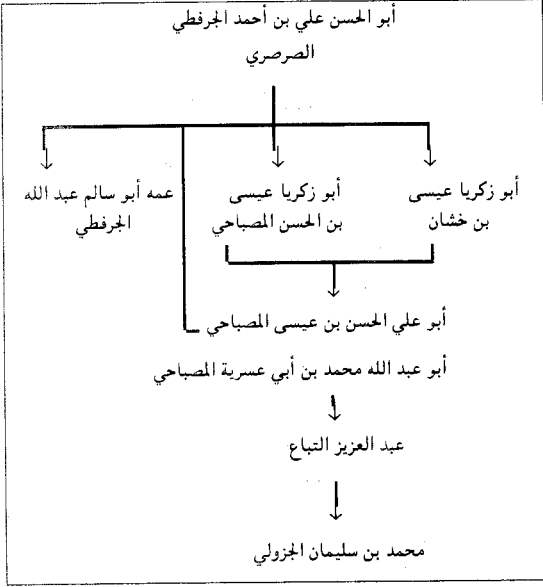 أبو الحسن علي بن أحمد الجرفطي
الصرصري
أبو زكريا عيسى
بن خشان
أبو زكريا عيسى
بن الحسن المصباحي
عمه أبو سالم عبد الله
الجرفطي
أبو علي الحسن بن عيسى المصباحي
أبو عبد الله محمد بن أبي عسرية المصباحي
عبد العزيز التباع
محمد بن سليمان الجزولي